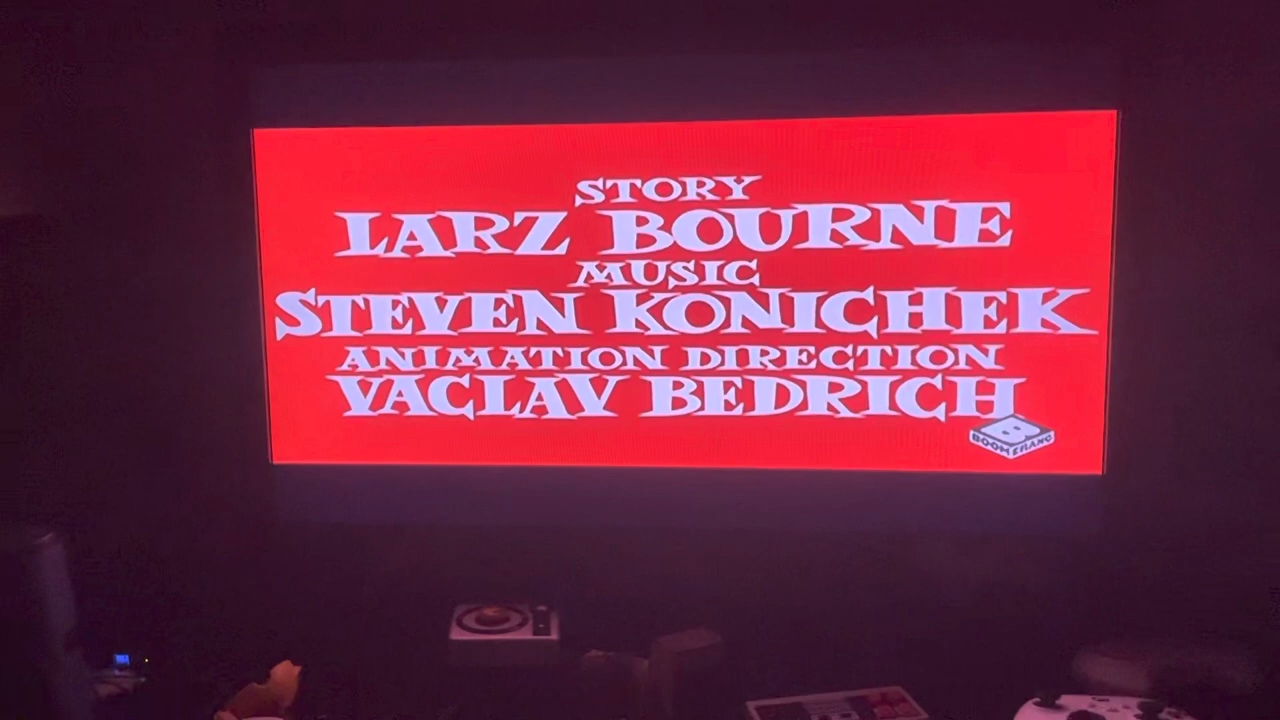 STORY
LARZ BOURNE
MUSIC
STEVEN KONICHEK
ANIMATION DIRECTION
VACLAV BEDRICH
BOOMERANG